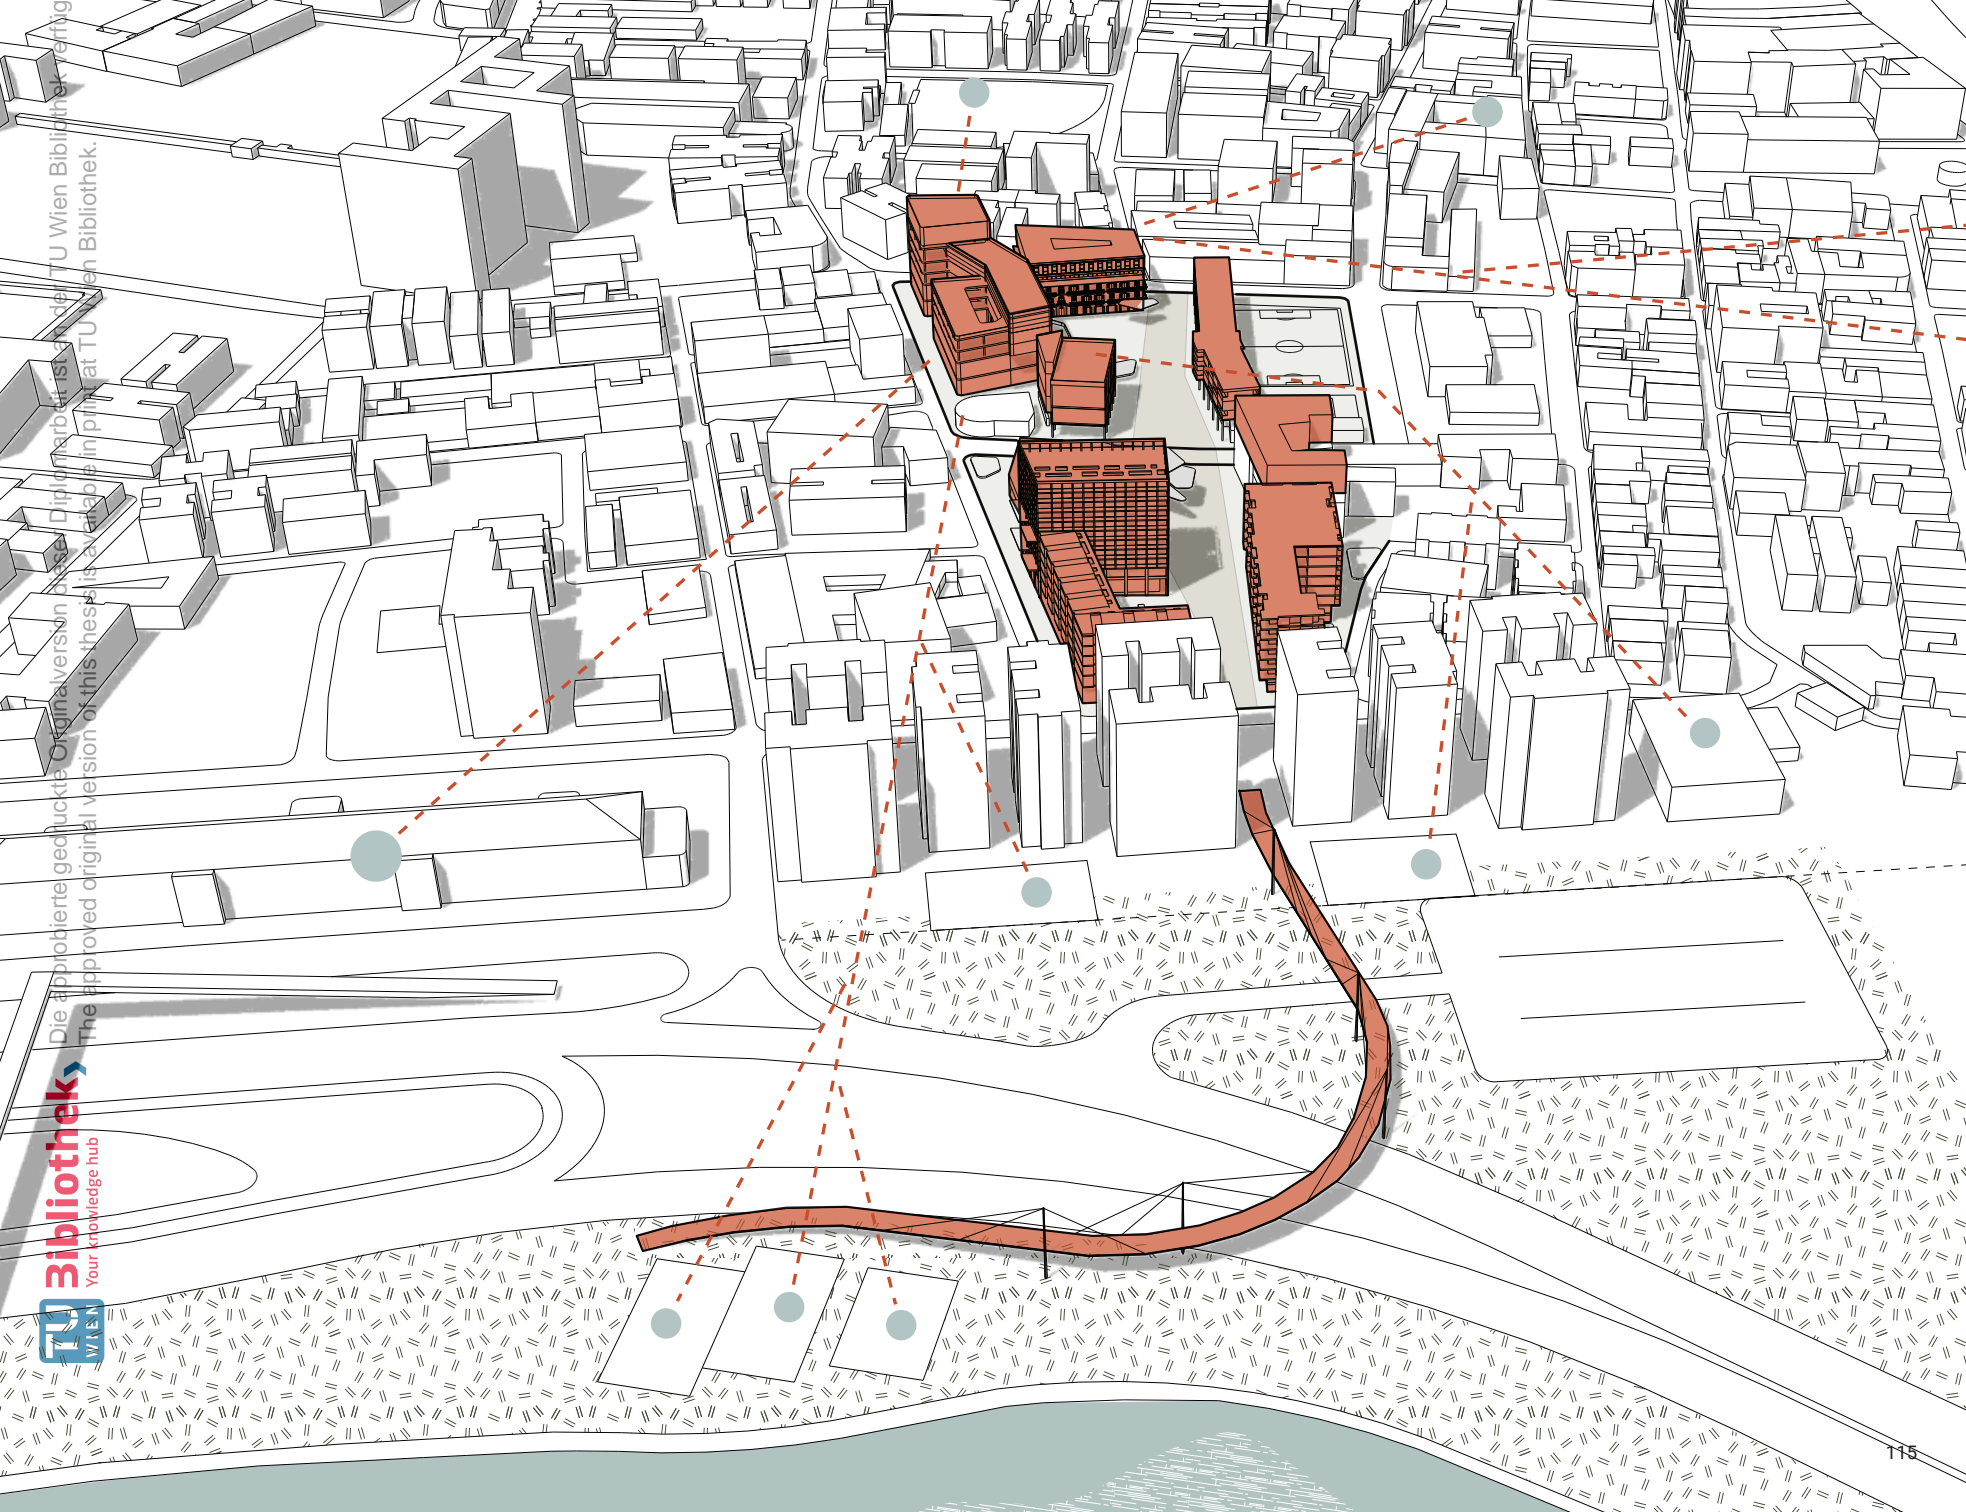 Die approbierte gedruckte Originalversion dieser Diplomarbeit ist an der TU Wien Bibliothek verfüg
The approved original version of this thesis is available in print at TU Wien Bibliothek.
Bibliothek
Your knowledge hub
TU
WIEN
115